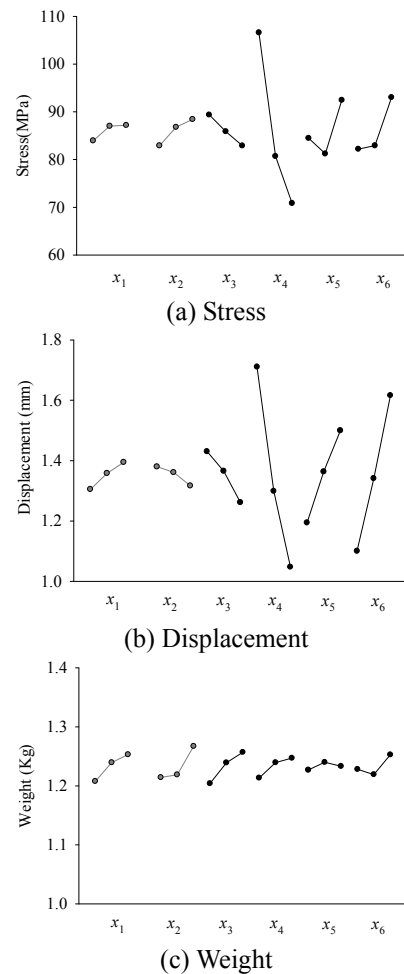 110
100
90
80
70
60
Stress(MPa)
x1 x2 x3 x4 x5 x6
(a) Stress
1.8
1.6
1.4
1.2
1.0
Displacement (mm)
x1 x2 x3 x4 x5 x6
(b) Displacement
1.4
1.3
1.2
1.1
1.0
Weight (Kg)
x1 x2 x3 x4 x5 x6
(c) Weight